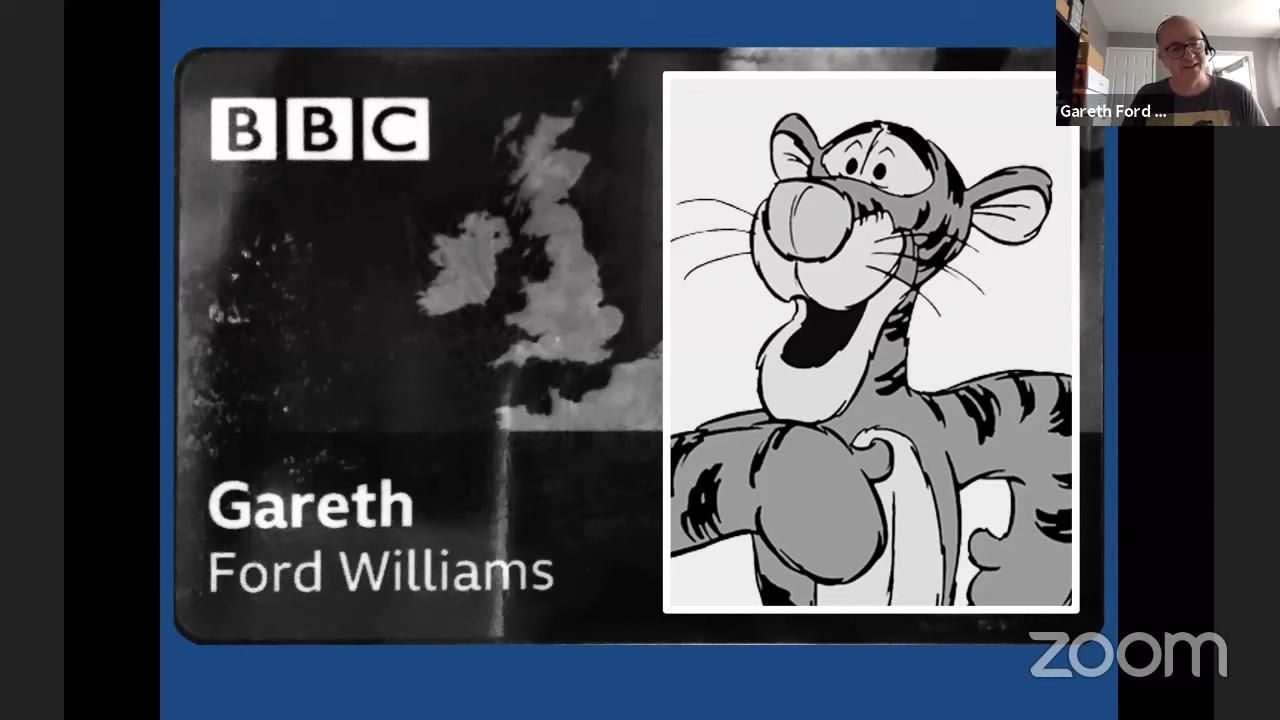 BBC
Gareth Ford ...
Gareth
Ford Williams
zoom